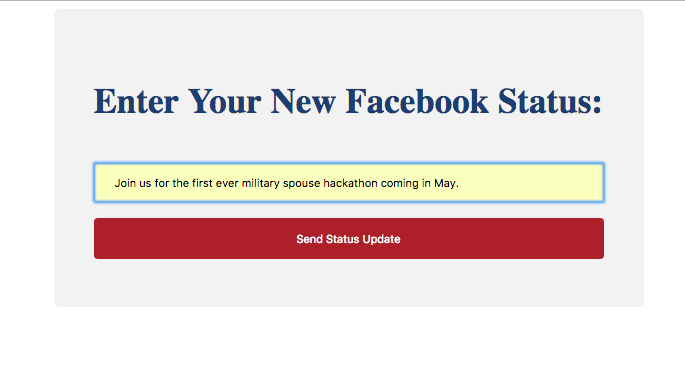 Enter Your New Facebook Status:
Join us for the first ever military spouse hackathon coming in May.
Send Status Update